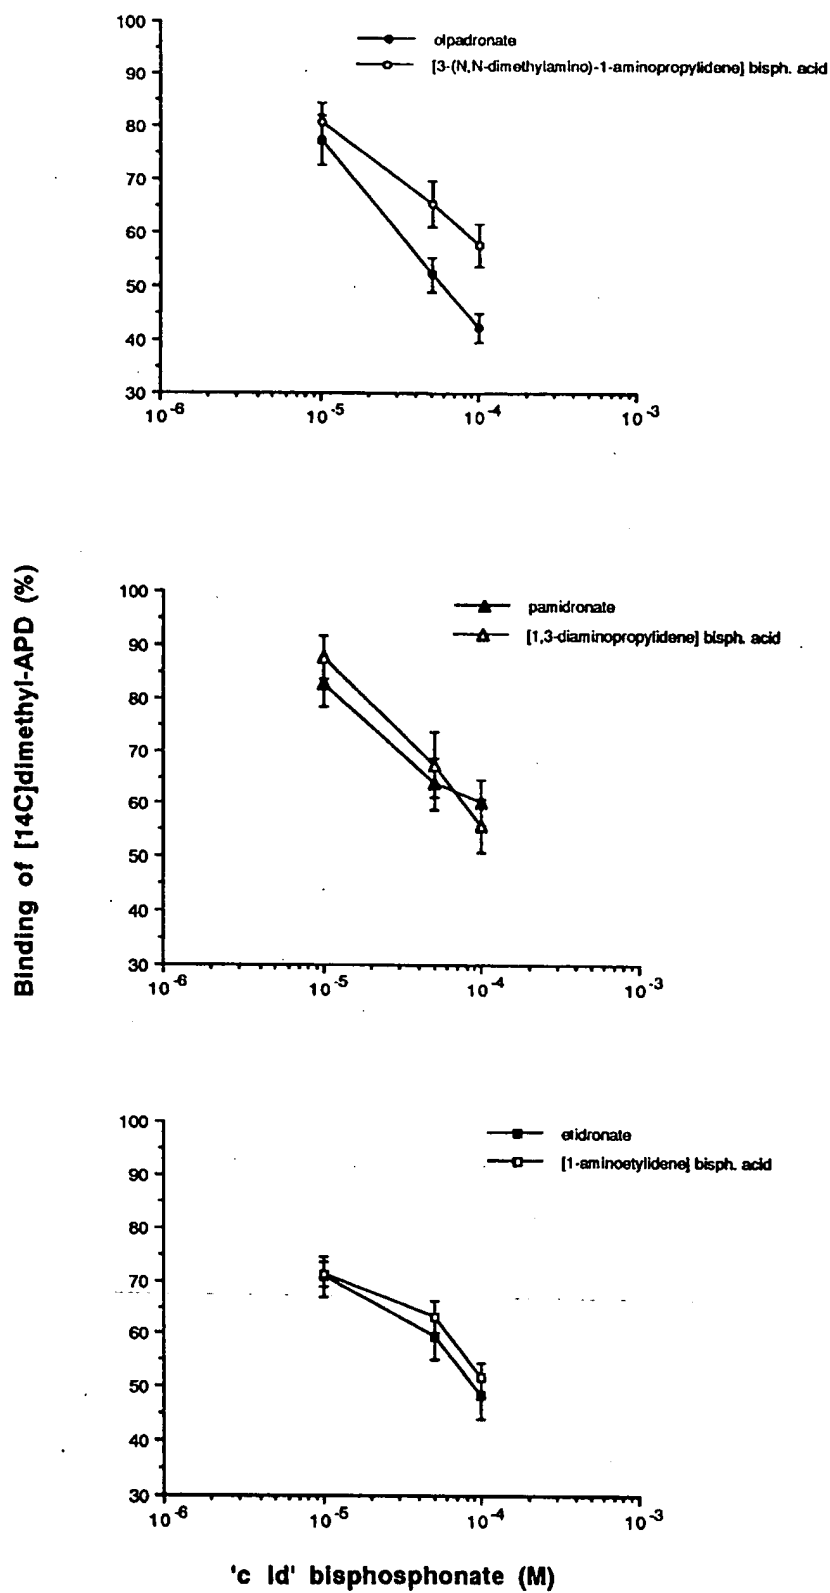 100
olpadronate
[3-(N,N-dimethylamino)-1-aminopropylidene] bisph. acid
90
80
70
60
50
40
30
10-6 10-5 10-4 10-3
Binding of [14C]dimethyl-APD (%)
100
pamidronate
[1,3-diaminopropylidene] bisph. acid
90
80
70
60
50
40
30
10-6 10-5 10-4 10-3
100
etidronate
[1-aminoetylidene] bisph. acid
90
80
70
60
50
40
30
10-6 10-5 10-4 10-3
'c ld' bisphosphonate (M)